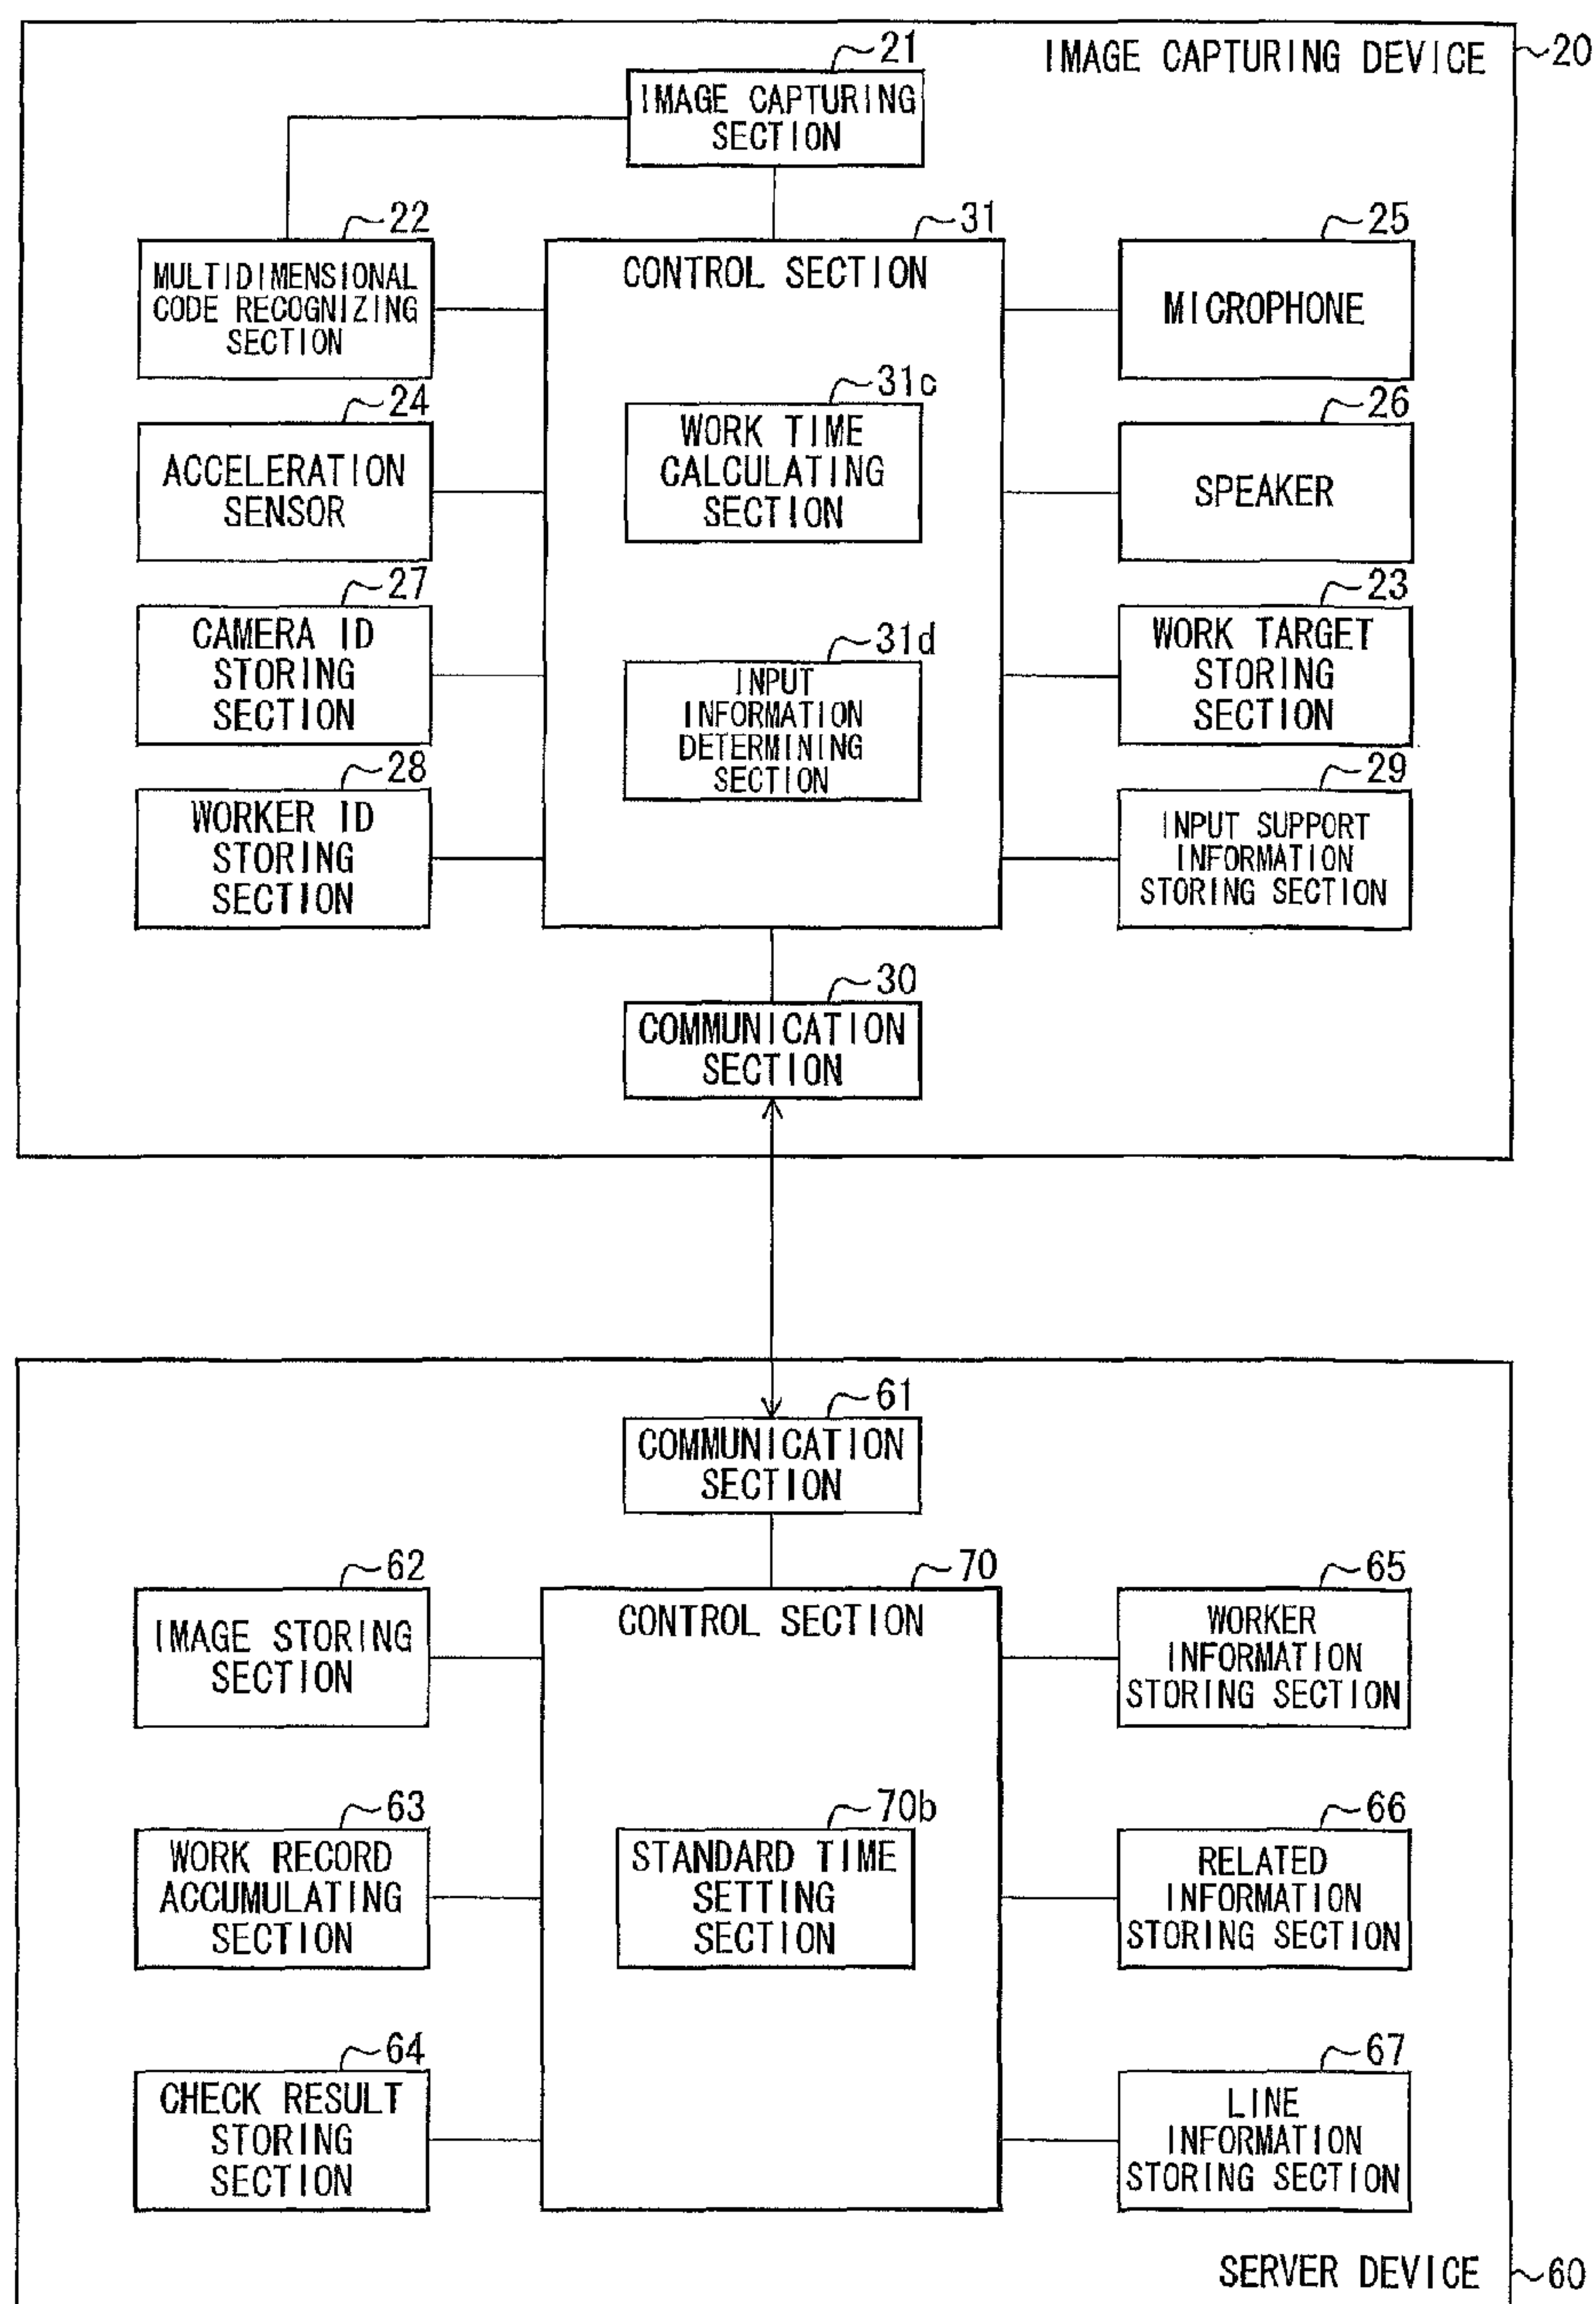 IMAGE CAPTURING DEVICE
20
21
IMAGE CAPTURING
SECTION
22
MULTIDIMENSIONAL
CODE RECOGNIZING
SECTION
31
CONTROL SECTION
25
MICROPHONE
24
ACCELERATION
SENSOR
31c
WORK TIME
CALCULATING
SECTION
26
SPEAKER
27
CAMERA ID
STORING
SECTION
31d
INPUT
INFORMATION
DETERMINING
SECTION
23
WORK TARGET
STORING
SECTION
28
WORKER ID
STORING
SECTION
29
INPUT SUPPORT
INFORMATION
STORING SECTION
30
COMMUNICATION
SECTION
61
COMMUNICATION
SECTION
62
IMAGE STORING
SECTION
70
CONTROL SECTION
65
WORKER
INFORMATION
STORING SECTION
63
WORK RECORD
ACCUMULATING
SECTION
70b
STANDARD TIME
SETTING
SECTION
66
RELATED
INFORMATION
STORING SECTION
64
CHECK RESULT
STORING
SECTION
67
LINE
INFORMATION
STORING SECTION
SERVER DEVICE
60